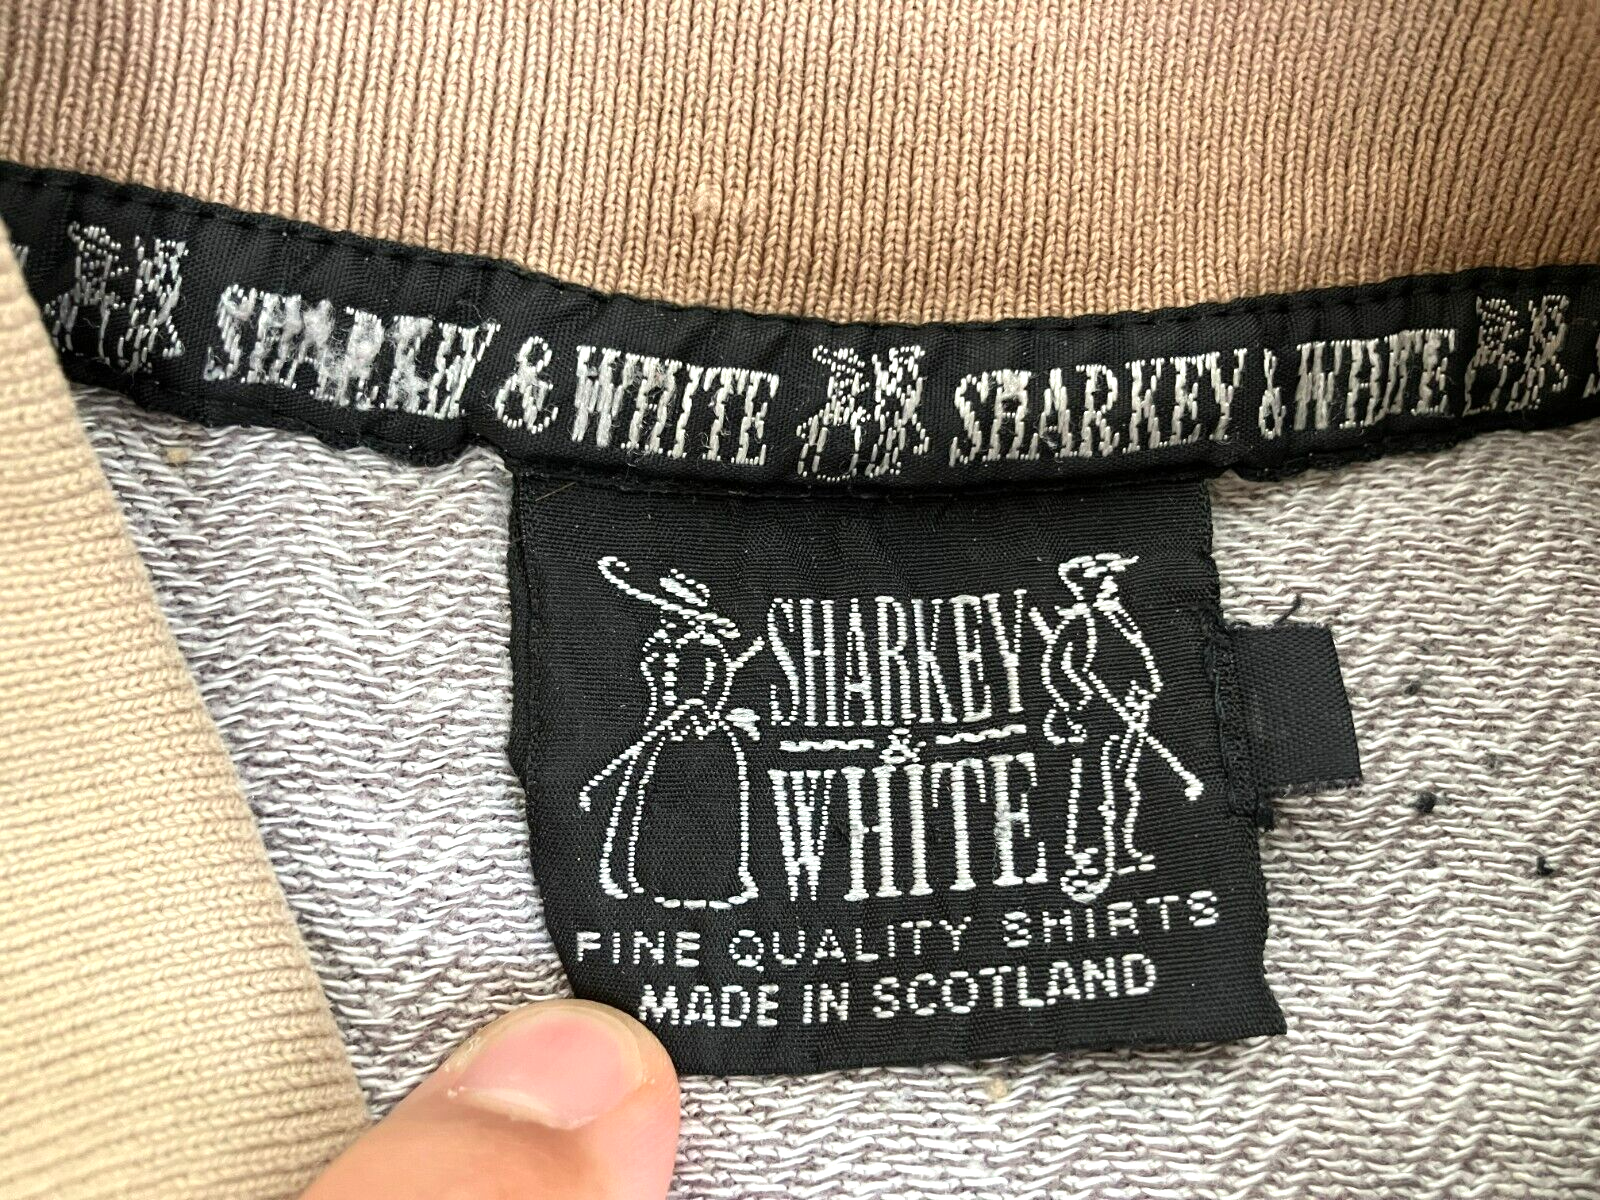 SHARKEY & WHITE SHARKEY & WHITE
SHARKEY
&
WHITE
FINE QUALITY SHIRTS
MADE IN SCOTLAND